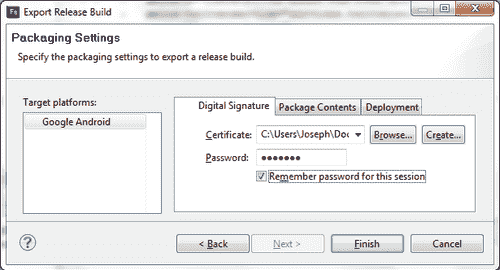 Fb Export Release Build
Packaging Settings
Specify the packaging settings to export a release build.
Target platforms:
Google Android
Digital Signature Package Contents Deployment
Certificate: C:\Users\Joseph\Doc Browse... Create...
Password: •••••••
Remember password for this session
? < Back Next > Finish Cancel